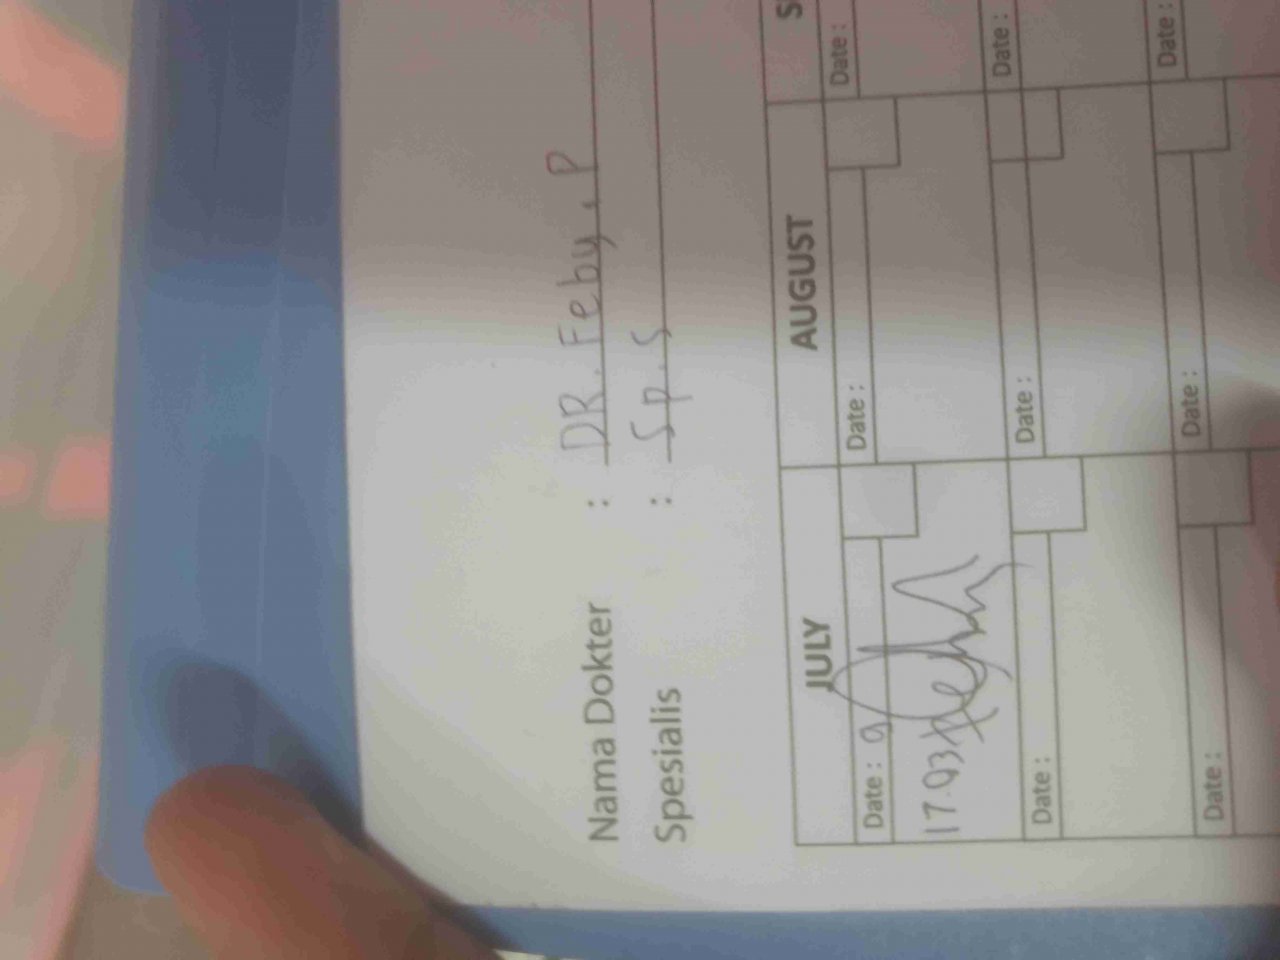 Nama Dokter : DR. Feby. P
Spesialis : Sp. S
JULY AUGUST S
Date : 9 Date : Date :
17.03
Date : Date : Date :
Date : Date : Date :